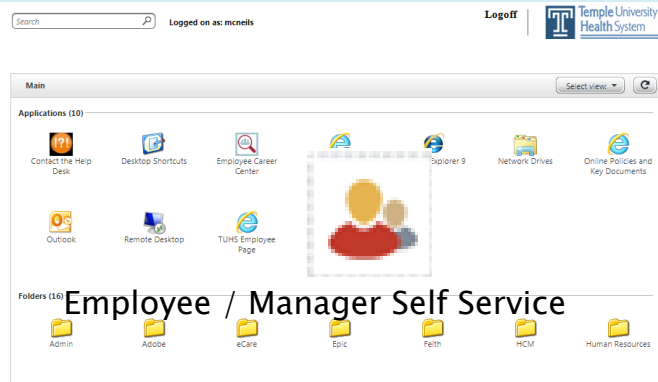 Search
Logged on as: mcneils
Logoff
Temple University
Health System
Main
Select view:
Applications (10)
Contact the Help
Desk
Desktop Shortcuts
Employee Career
Center
Explorer 9
Network Drives
Online Policies and
Key Documents
Outlook
Remote Desktop
TUHS Employee
Page
Folders (16)
Employee / Manager Self Service
Admin
Adobe
eCare
Epic
Feith
HCM
Human Resources